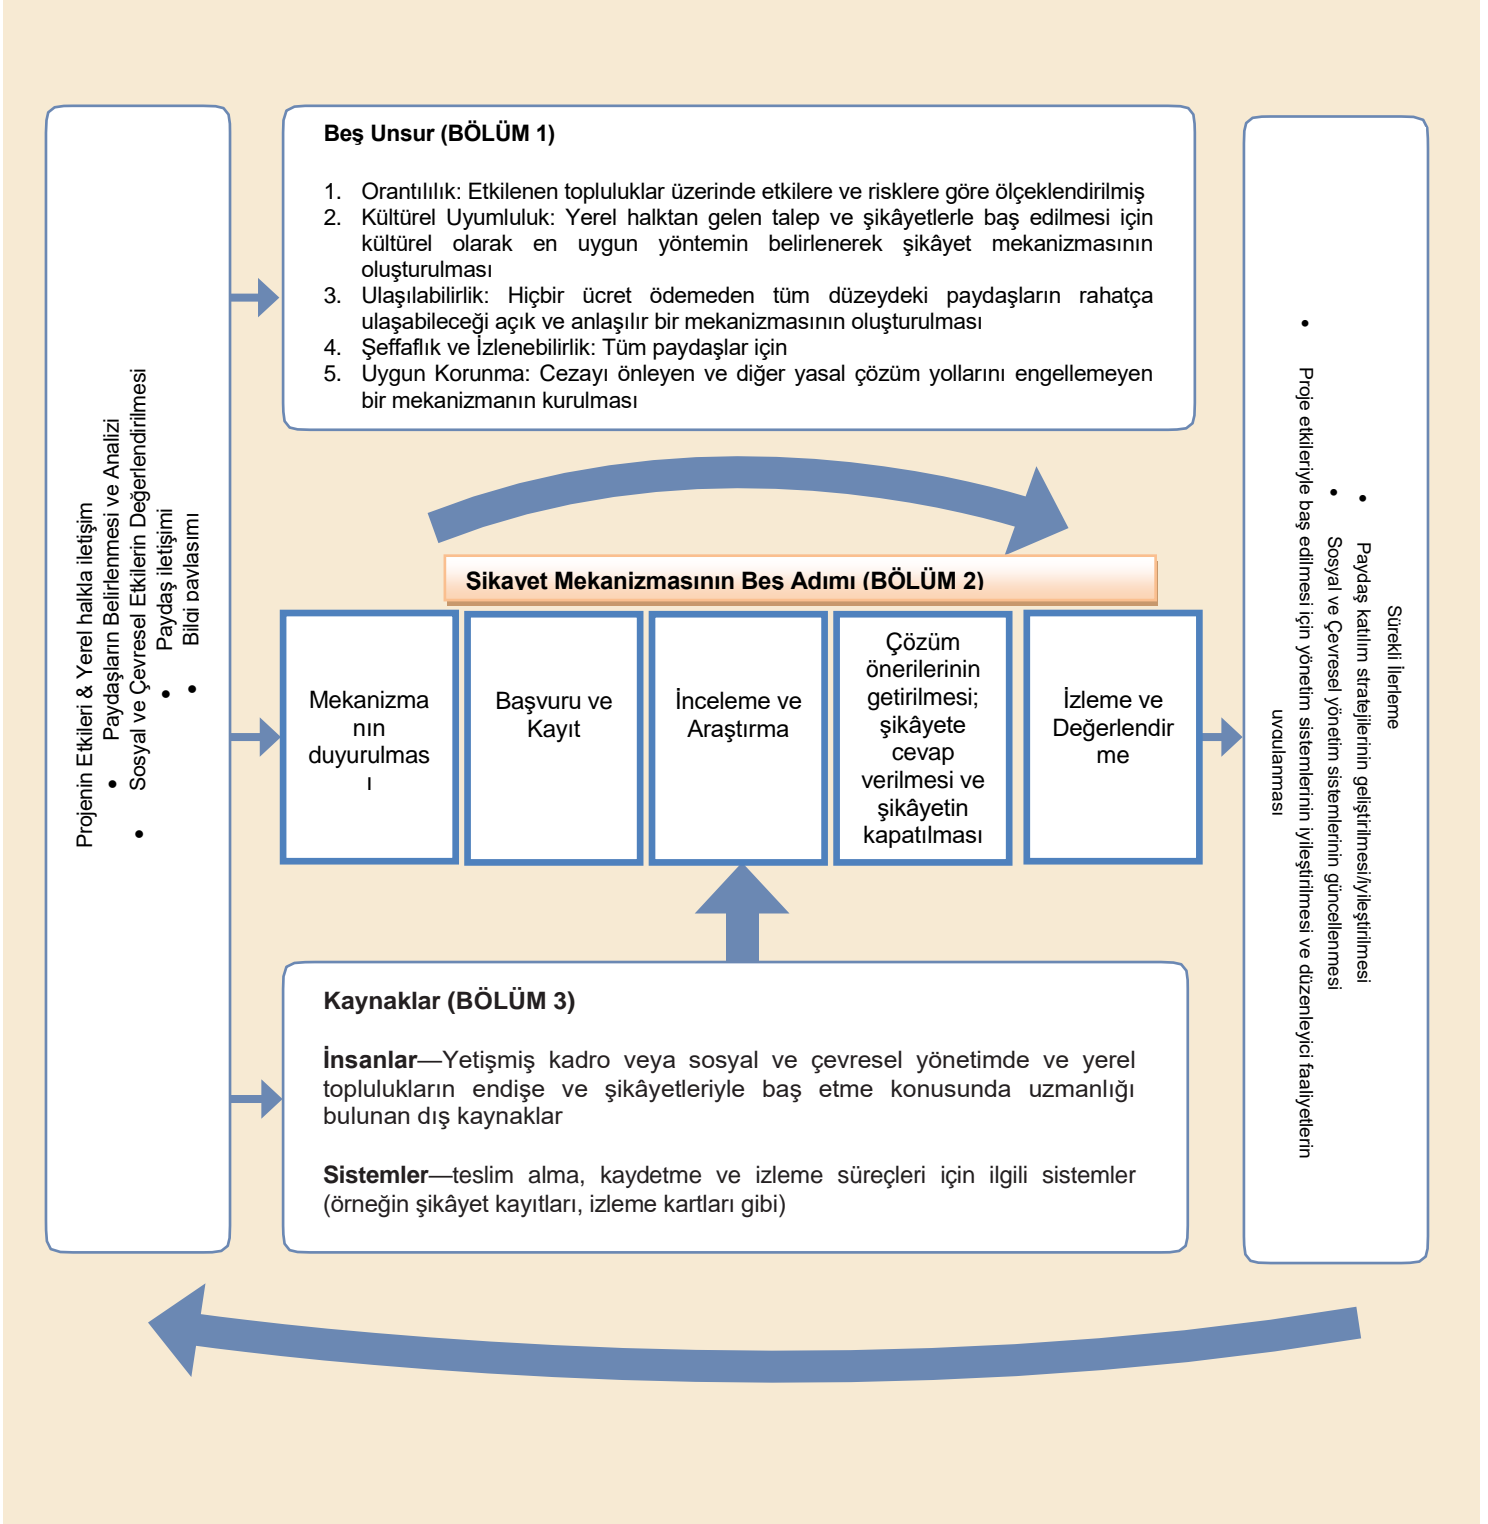 Projenin Etkileri & Yerel halkla iletişim
• Paydaşların Belirlenmesi ve Analizi
• Sosyal ve Çevresel Etkilerin Değerlendirilmesi
• Paydaş iletişimi
• Bilgi paylaşımı
Beş Unsur (BÖLÜM 1)
1. Orantılılık: Etkilenen topluluklar üzerinde etkilere ve risklere göre ölçeklendirilmiş
2. Kültürel Uyumluluk: Yerel halktan gelen talep ve şikâyetlerle baş edilmesi için
kültürel olarak en uygun yöntemin belirlenerek şikâyet mekanizmasının
oluşturulması
3. Ulaşılabilirlik: Hiçbir ücret ödemeden tüm düzeydeki paydaşların rahatça
ulaşabileceği açık ve anlaşılır bir mekanizmasının oluşturulması
4. Şeffaflık ve İzlenebilirlik: Tüm paydaşlar için
5. Uygun Korunma: Cezayı önleyen ve diğer yasal çözüm yollarını engellemeyen
bir mekanizmanın kurulması
Şikayet Mekanizmasının Beş Adımı (BÖLÜM 2)
Mekanizma
nın
duyurulmas
ı
Başvuru ve
Kayıt
İnceleme ve
Araştırma
Çözüm
önerilerinin
getirilmesi;
şikâyete
cevap
verilmesi ve
şikâyetin
kapatılması
İzleme ve
Değerlendir
me
Kaynaklar (BÖLÜM 3)
İnsanlar—Yetişmiş kadro veya sosyal ve çevresel yönetimde ve yerel
toplulukların endişe ve şikâyetleriyle baş etme konusunda uzmanlığı
bulunan dış kaynaklar
Sistemler—teslim alma, kaydetme ve izleme süreçleri için ilgili sistemler
(örneğin şikâyet kayıtları, izleme kartları gibi)
Sürekli İlerleme
• Paydaş katılım stratejilerinin geliştirilmesi/iyileştirilmesi
• Sosyal ve Çevresel yönetim sistemlerinin güncellenmesi
• Proje etkileriyle baş edilmesi için yönetim sistemlerinin iyileştirilmesi ve düzenleyici faaliyetlerin
uygulanması